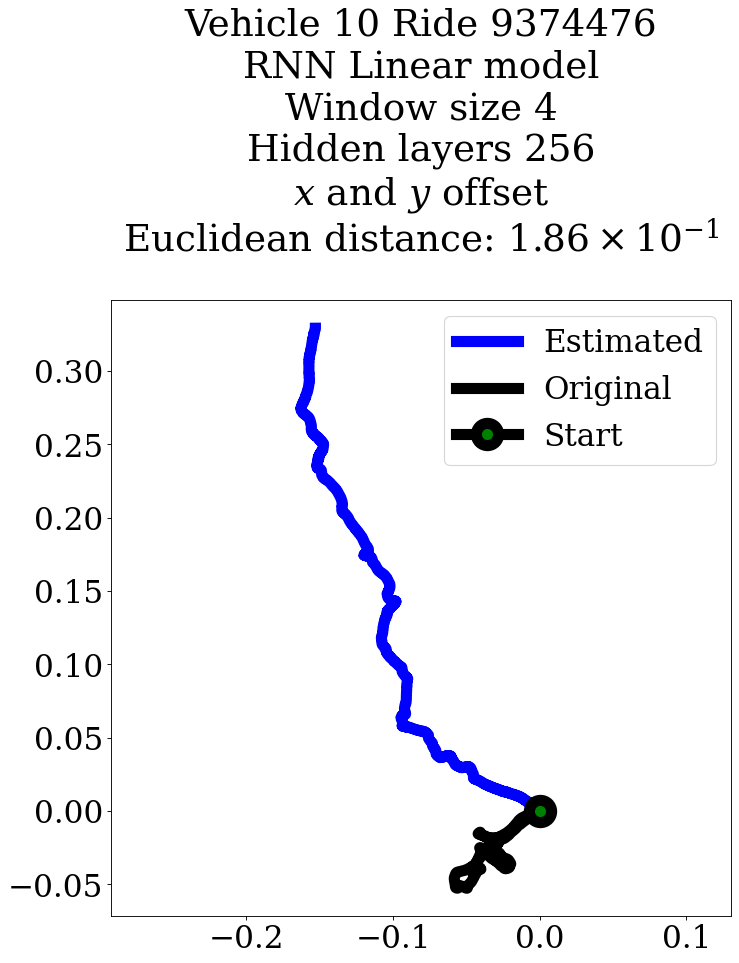 Vehicle 10 Ride 9374476
RNN Linear model
Window size 4
Hidden layers 256
x and y offset
Euclidean distance: 1.86 × 10⁻¹
Estimated
Original
Start
0.30
0.25
0.20
0.15
0.10
0.05
0.00
−0.05
−0.2 −0.1 0.0 0.1